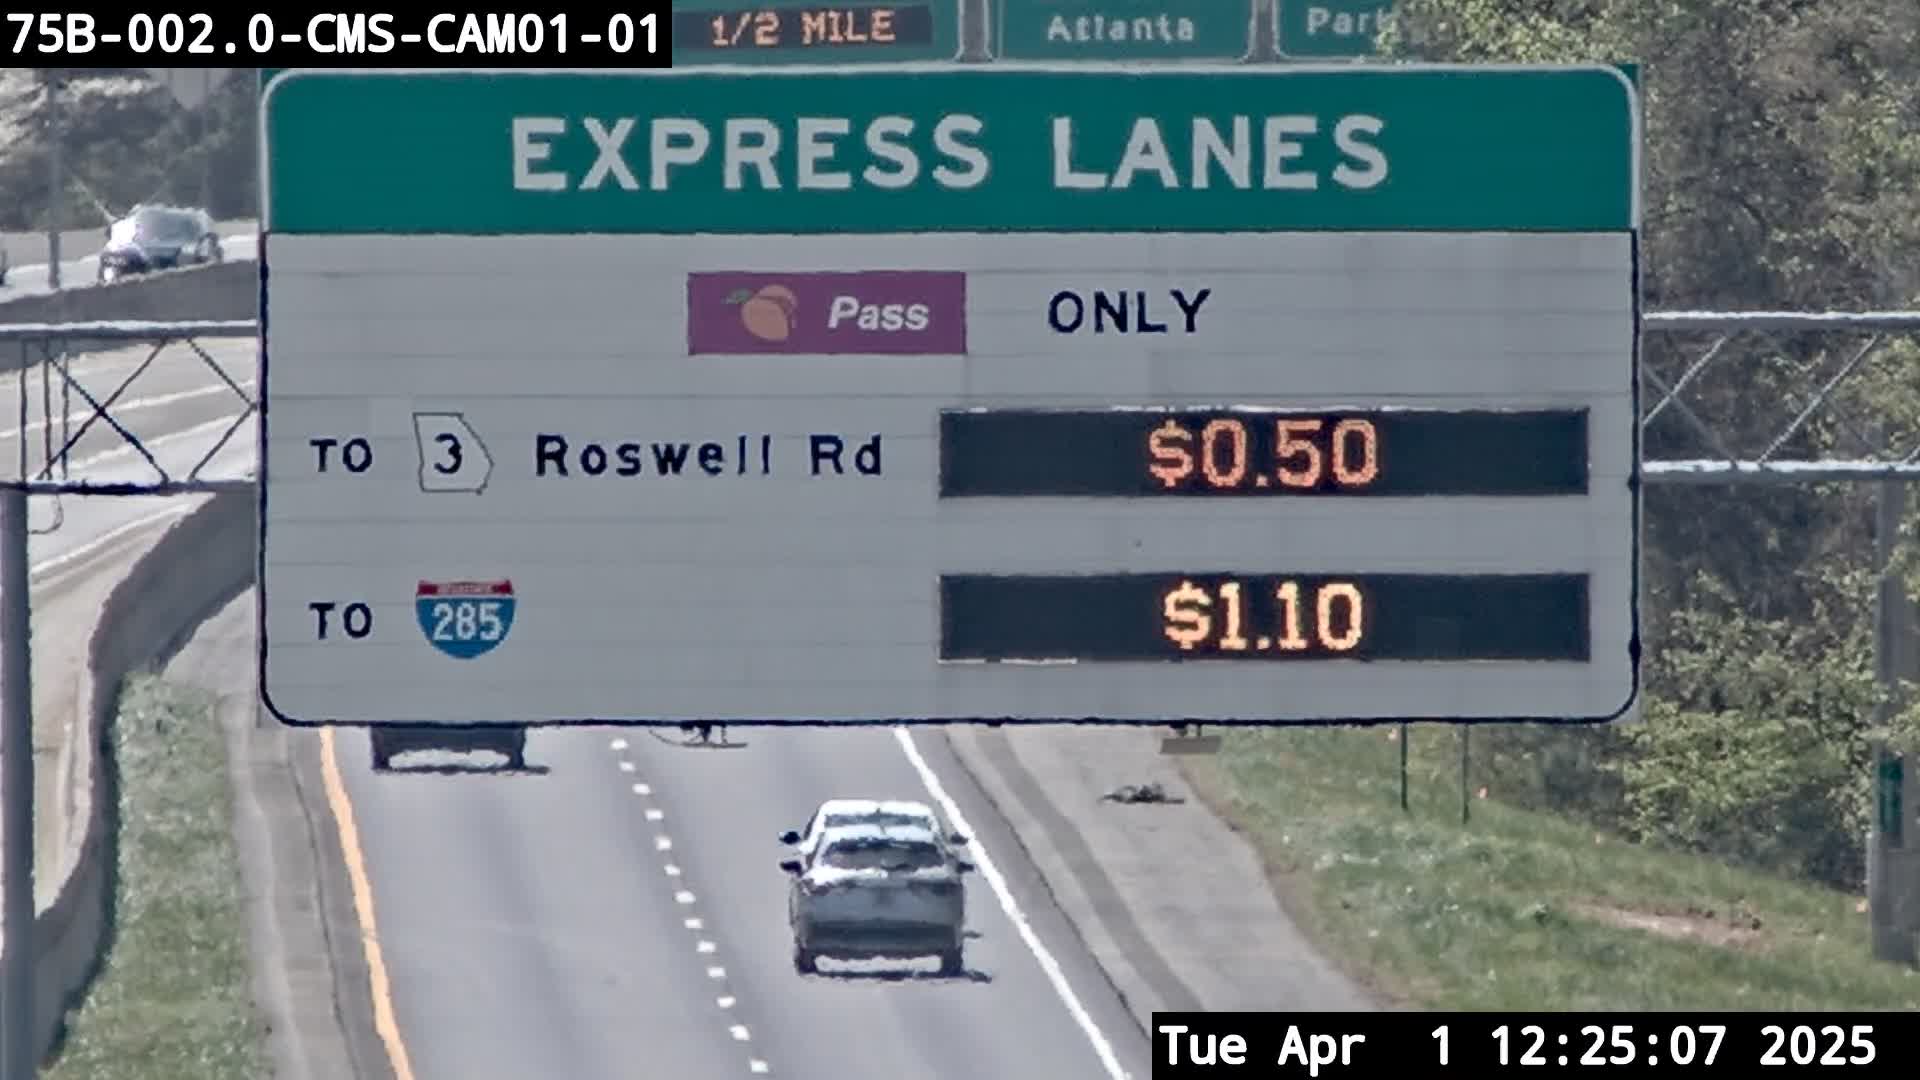 75B-002.0-CMS-CAM01-01
1/2 MILE
Atlanta
EXPRESS LANES
Pass ONLY
TO 3 Roswell Rd $0.50
TO 285 $1.10
Tue Apr 1 12:25:07 2025